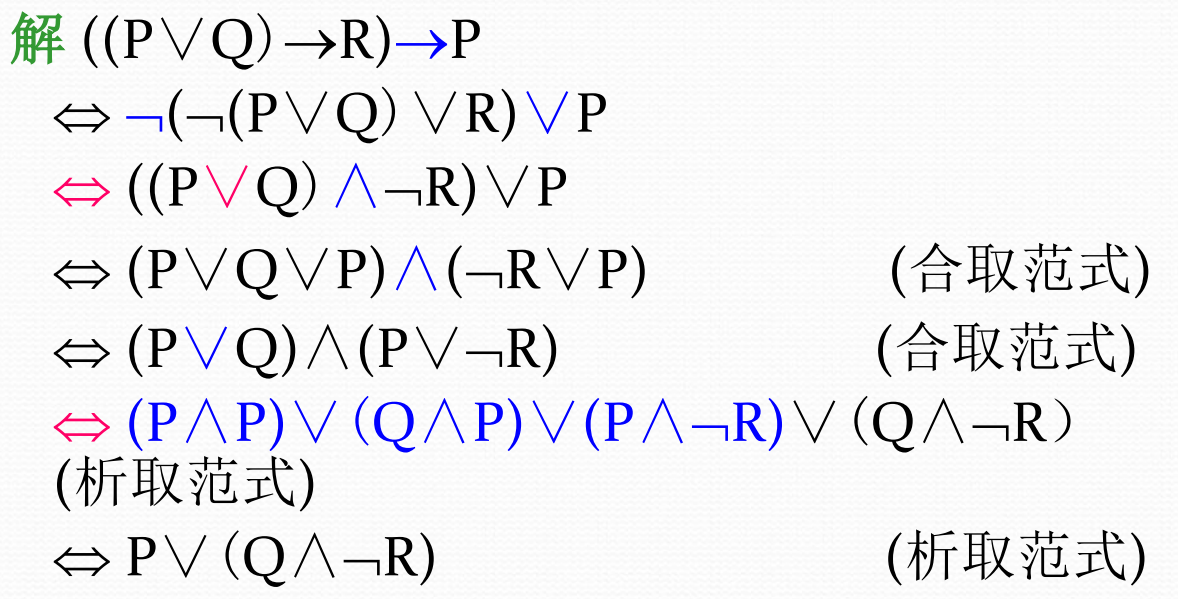 解 ((P∨Q)→R)→P
⇔ ¬(¬(P∨Q)∨R)∨P
⇔ ((P∨Q)∧¬R)∨P
⇔ (P∨Q∨P)∧(¬R∨P) (合取范式)
⇔ (P∨Q)∧(P∨¬R) (合取范式)
⇔ (P∧P)∨(Q∧P)∨(P∧¬R)∨(Q∧¬R)
(析取范式)
⇔ P∨(Q∧¬R) (析取范式)